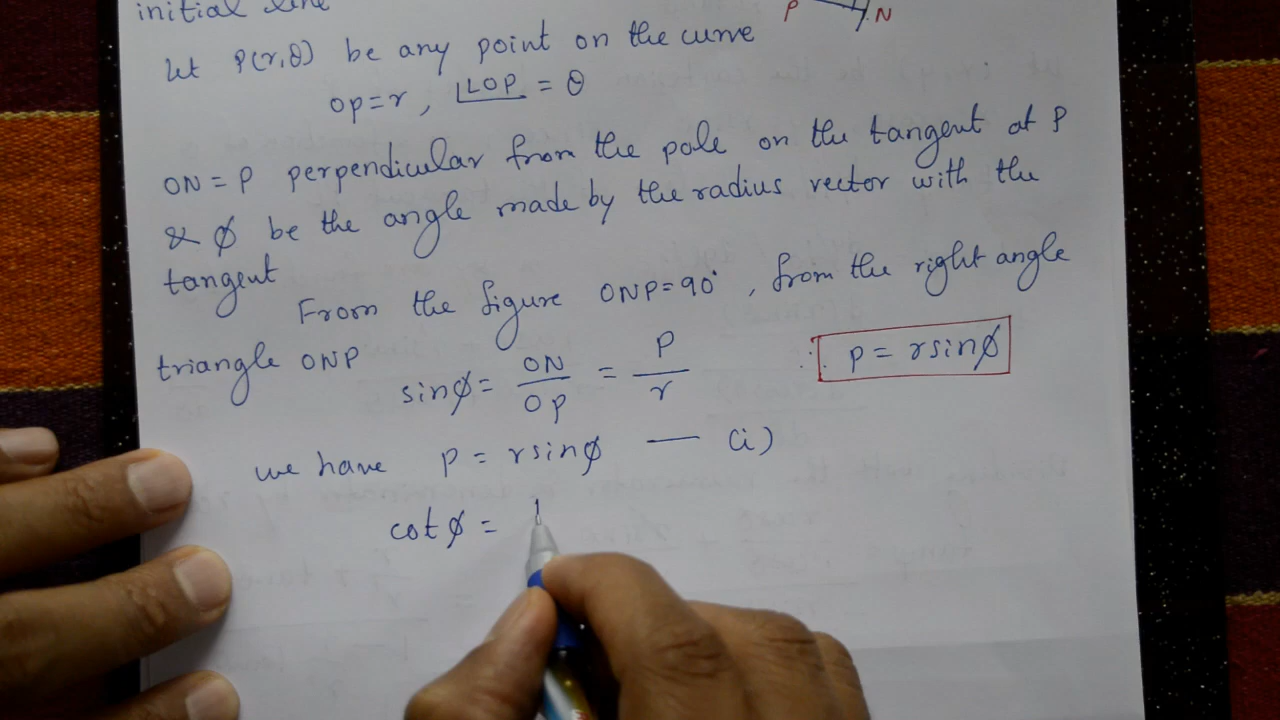 initial line
P N
let P(r,θ) be any point on the curve
op=r, ∠LOP = θ
ON = P perpendicular from the pole on the tangent at P
& ϕ be the angle made by the radius vector with the
tangent
From the figure ONP=90°, from the right angle
triangle ONP
sinϕ = ON/OP = P/r ∴ p = rsinϕ
we have p = rsinϕ — (i)
cotϕ = 1